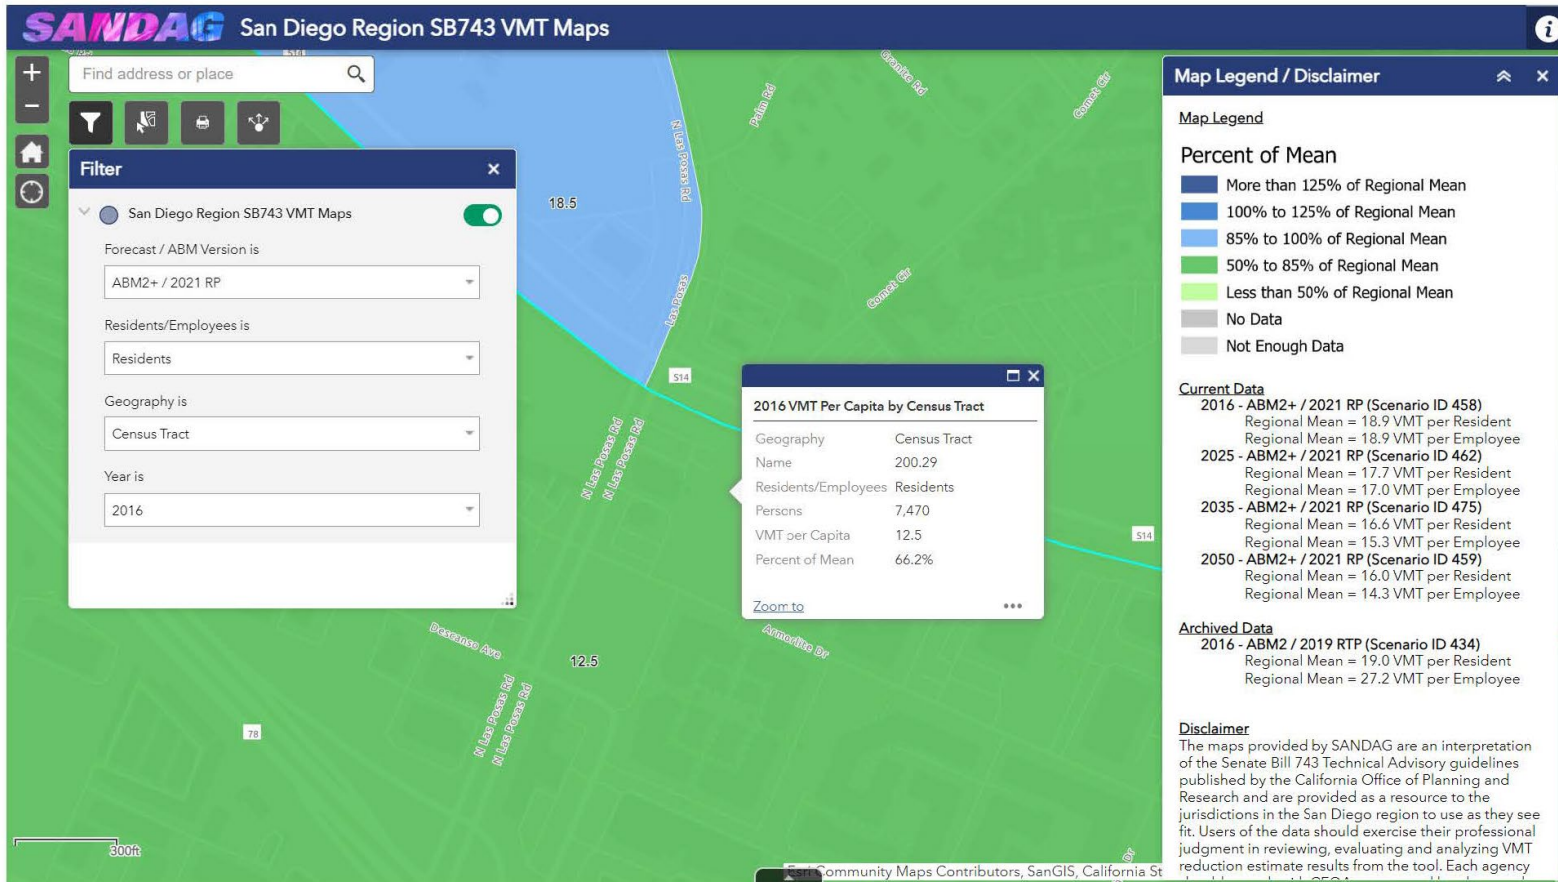 SANDAG San Diego Region SB743 VMT Maps
i
+
−
Find address or place
Filter
San Diego Region SB743 VMT Maps
Forecast / ABM Version is
ABM2+ / 2021 RP
Residents/Employees is
Residents
Geography is
Census Tract
Year is
2016
S14
18.5
N Las Posas Rd
Las Posas
Palm Rd
Granite Rd
Comet Cir
Comet Cir
S14
N Las Posas Rd
N Las Posas Rd
2016 VMT Per Capita by Census Tract
Geography Census Tract
Name 200.29
Residents/Employees Residents
Persons 7,470
VMT per Capita 12.5
Percent of Mean 66.2%
Zoom to
S14
Descanso Ave
12.5
Armorlite Dr
N Las Posas Rd
N Las Posas Rd
78
300ft
Dr
Esri Community Maps Contributors, SanGIS, California St
Map Legend / Disclaimer
Map Legend
Percent of Mean
More than 125% of Regional Mean
100% to 125% of Regional Mean
85% to 100% of Regional Mean
50% to 85% of Regional Mean
Less than 50% of Regional Mean
No Data
Not Enough Data
Current Data
2016 - ABM2+ / 2021 RP (Scenario ID 458)
Regional Mean = 18.9 VMT per Resident
Regional Mean = 18.9 VMT per Employee
2025 - ABM2+ / 2021 RP (Scenario ID 462)
Regional Mean = 17.7 VMT per Resident
Regional Mean = 17.0 VMT per Employee
2035 - ABM2+ / 2021 RP (Scenario ID 475)
Regional Mean = 16.6 VMT per Resident
Regional Mean = 15.3 VMT per Employee
2050 - ABM2+ / 2021 RP (Scenario ID 459)
Regional Mean = 16.0 VMT per Resident
Regional Mean = 14.3 VMT per Employee
Archived Data
2016 - ABM2 / 2019 RTP (Scenario ID 434)
Regional Mean = 19.0 VMT per Resident
Regional Mean = 27.2 VMT per Employee
Disclaimer
The maps provided by SANDAG are an interpretation
of the Senate Bill 743 Technical Advisory guidelines
published by the California Office of Planning and
Research and are provided as a resource to the
jurisdictions in the San Diego region to use as they see
fit. Users of the data should exercise their professional
judgment in reviewing, evaluating and analyzing VMT
reduction estimate results from the tool. Each agency